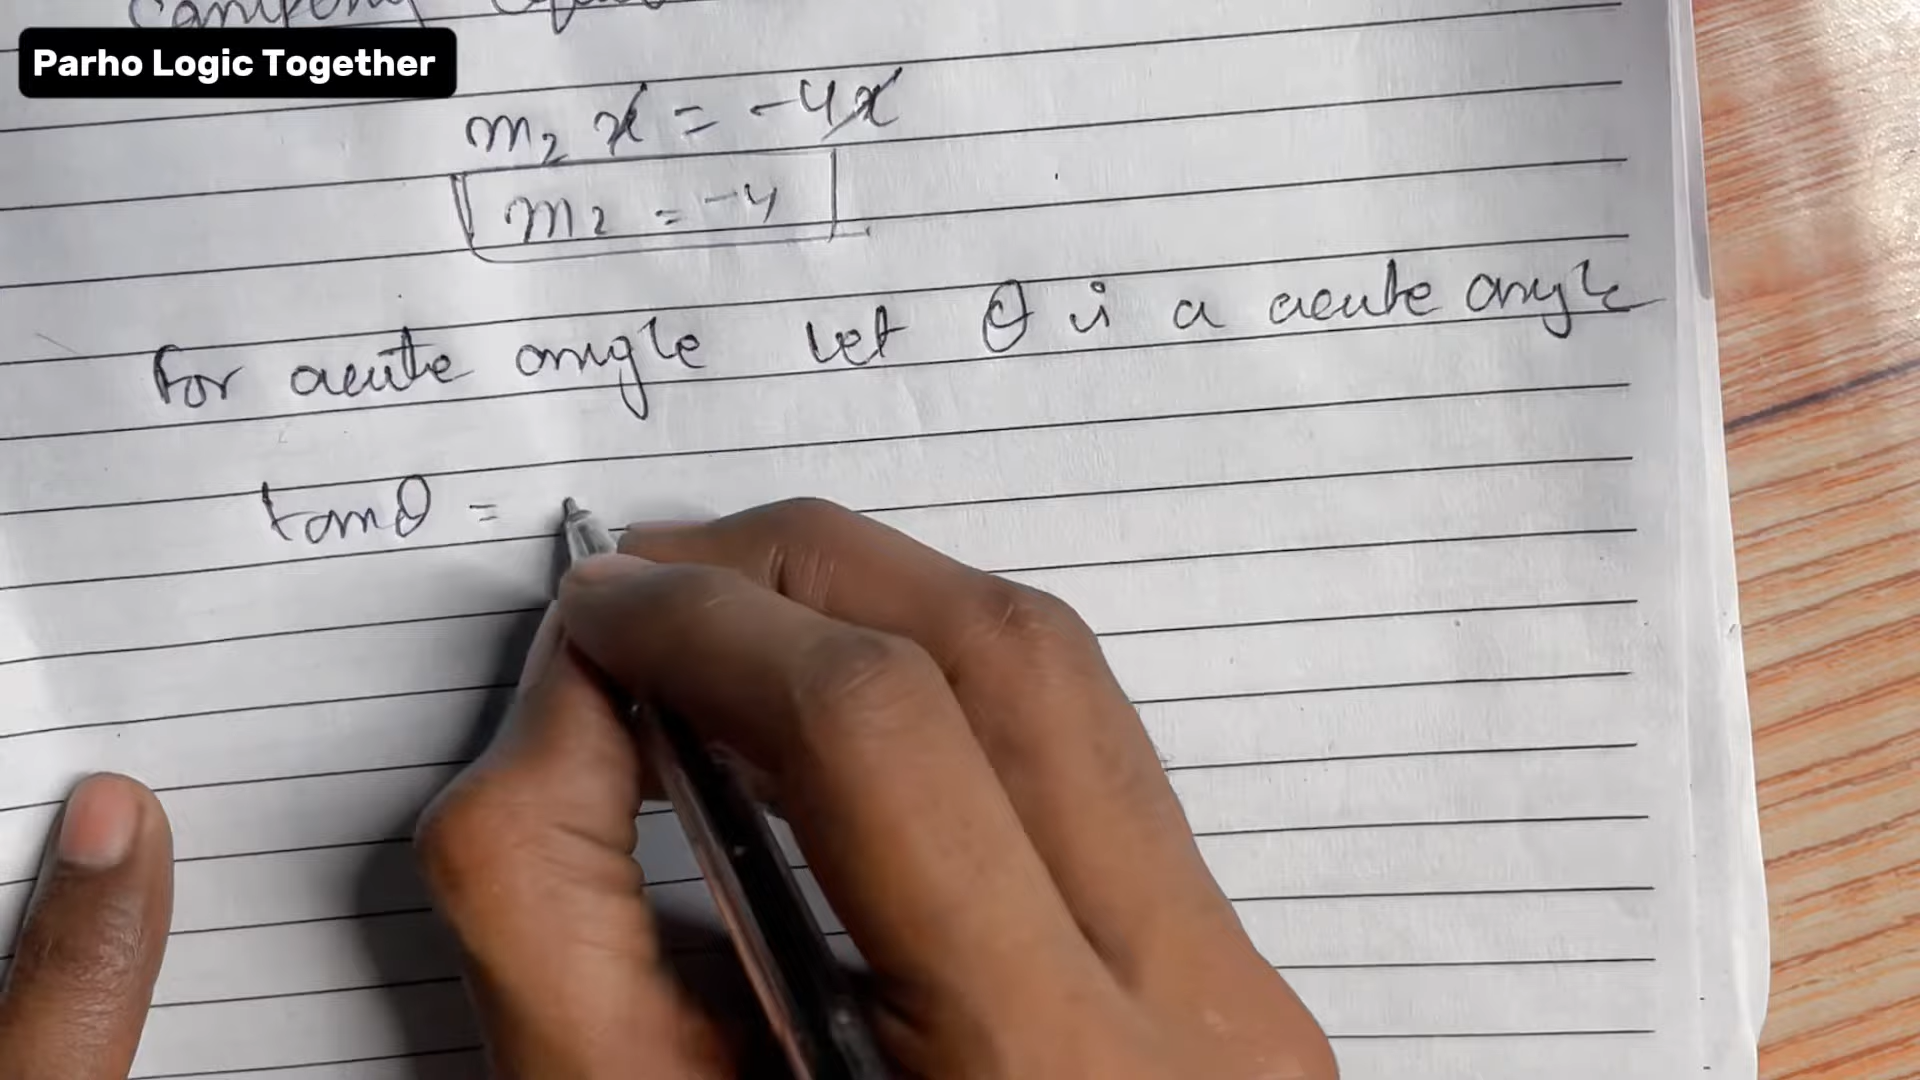 Parho Logic Together
m₂ x = -4x
m₂ = -4
For acute angle let θ is a acute angle
tanθ =